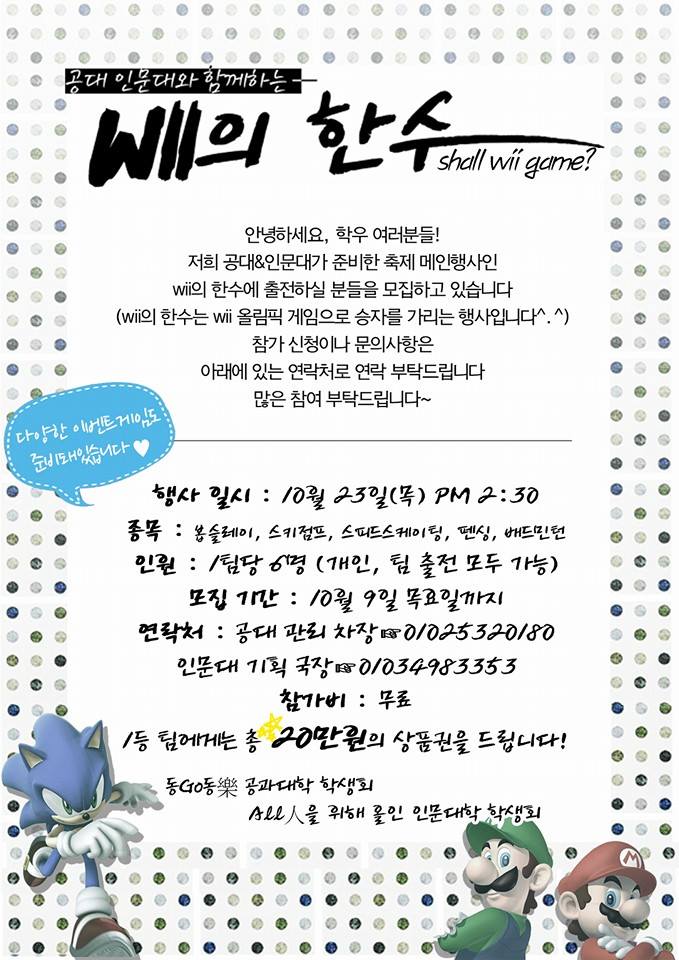 공대 인문대와 함께하는
Wii의 한수
shall wii game?
안녕하세요, 학우 여러분들!
저희 공대&인문대가 준비한 축제 메인행사인
wii의 한수에 출전하실 분들을 모집하고 있습니다
(wii의 한수는 wii 올림픽 게임으로 승자를 가리는 행사입니다^.^)
참가 신청이나 문의사항은
아래에 있는 연락처로 연락 부탁드립니다
많은 참여 부탁드립니다~
다양한 이벤트게임도
준비돼있습니다 ♥
행사 일시 : 10월 23일(목) PM 2:30
종목 : 봅슬레이, 스키점프, 스피드스케이팅, 펜싱, 배드민턴
인원 : 1팀당 6명 (개인, 팀 출전 모두 가능)
모집 기간 : 10월 9일 목요일까지
연락처 : 공대 관리 차장☞01025320180
인문대 기획 국장☞01034983353
참가비 : 무료
1등 팀에게는 총 20만원의 상품권을 드립니다!
동Go동樂 공과대학 학생회
All人을 위해 올인 인문대학 학생회
M